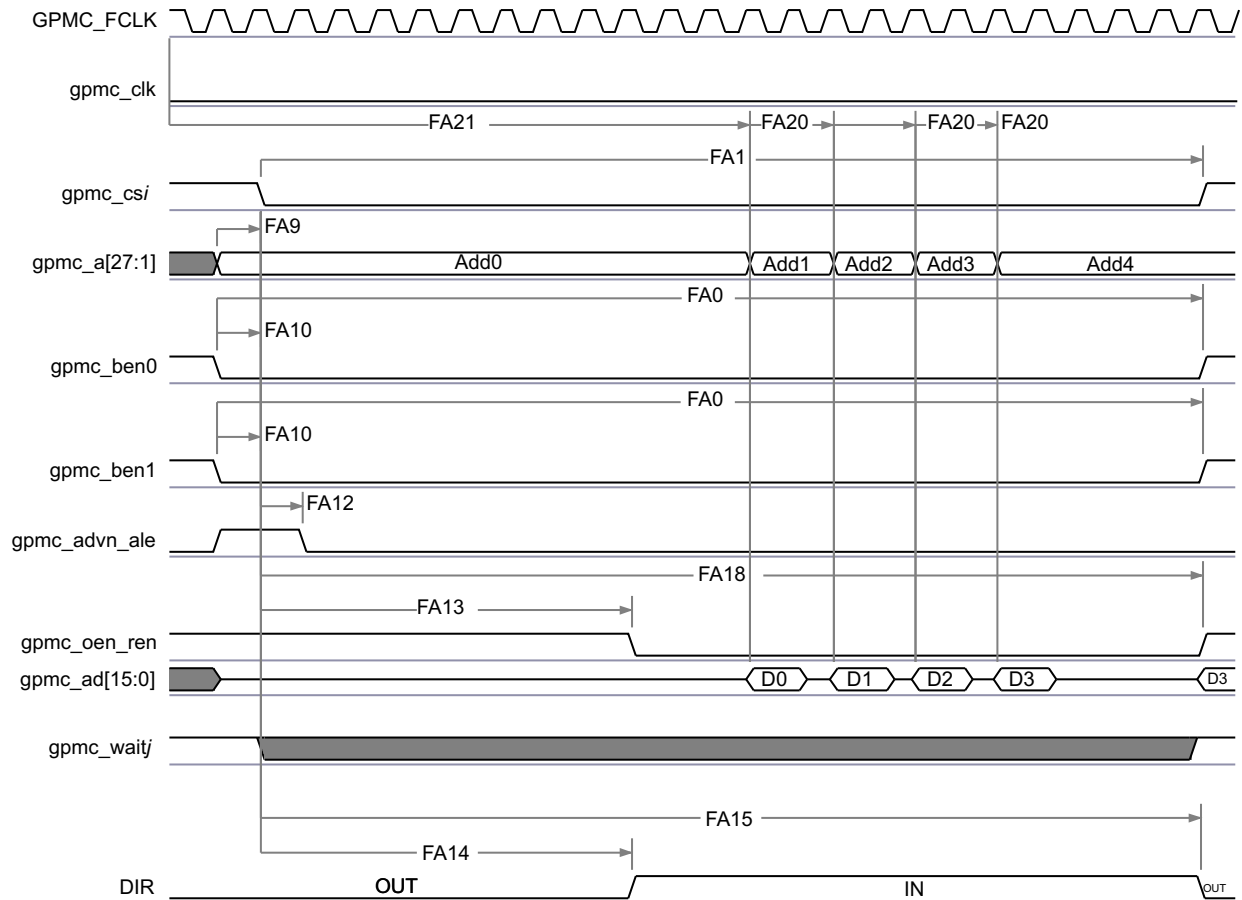 GPMC_FCLK
gpmc_clk
FA21 FA20 FA20 FA20
FA1
gpmc_csi
FA9
gpmc_a[27:1] Add0 Add1 Add2 Add3 Add4
FA0
FA10
gpmc_ben0
FA0
FA10
gpmc_ben1
FA12
gpmc_advn_ale
FA18
FA13
gpmc_oen_ren
gpmc_ad[15:0] D0 D1 D2 D3 D3
gpmc_waitj
FA15
FA14
DIR OUT IN OUT